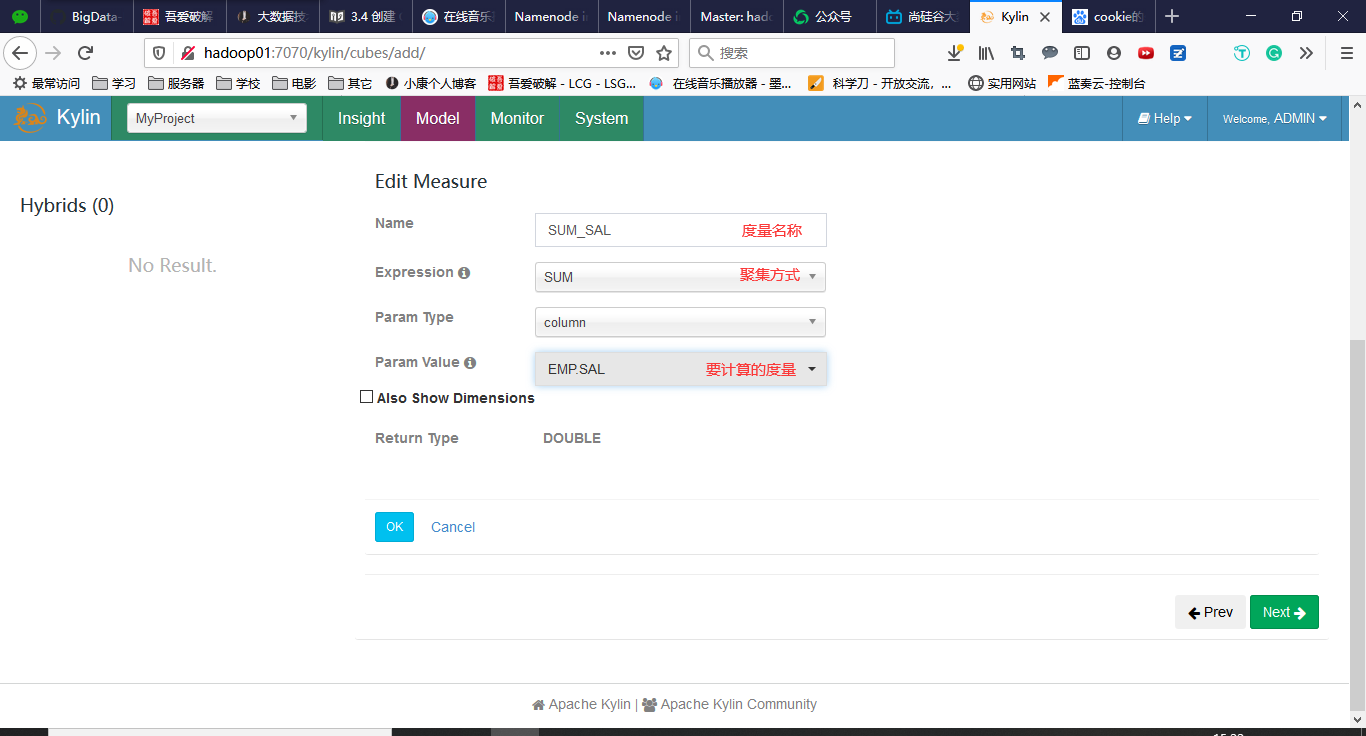 BigData-
吾爱破解
大数据技
3.4 创建
在线音乐
Namenode i
Namenode i
Master: had
公众号
尚硅谷大
Kylin
cookie的
hadoop01:7070/kylin/cubes/add/
搜索
最常访问 学习 服务器 学校 电影 其它 小康个人博客 吾爱破解 - LCG - LSG... 在线音乐播放器 - 墨... 科学刀 - 开放交流，... 实用网站 蓝奏云-控制台
Kylin MyProject Insight Model Monitor System Help Welcome, ADMIN
Hybrids (0)
No Result.
Edit Measure
Name SUM_SAL 度量名称
Expression SUM 聚集方式
Param Type column
Param Value EMP.SAL 要计算的度量
Also Show Dimensions
Return Type DOUBLE
OK Cancel
Prev Next
Apache Kylin | Apache Kylin Community